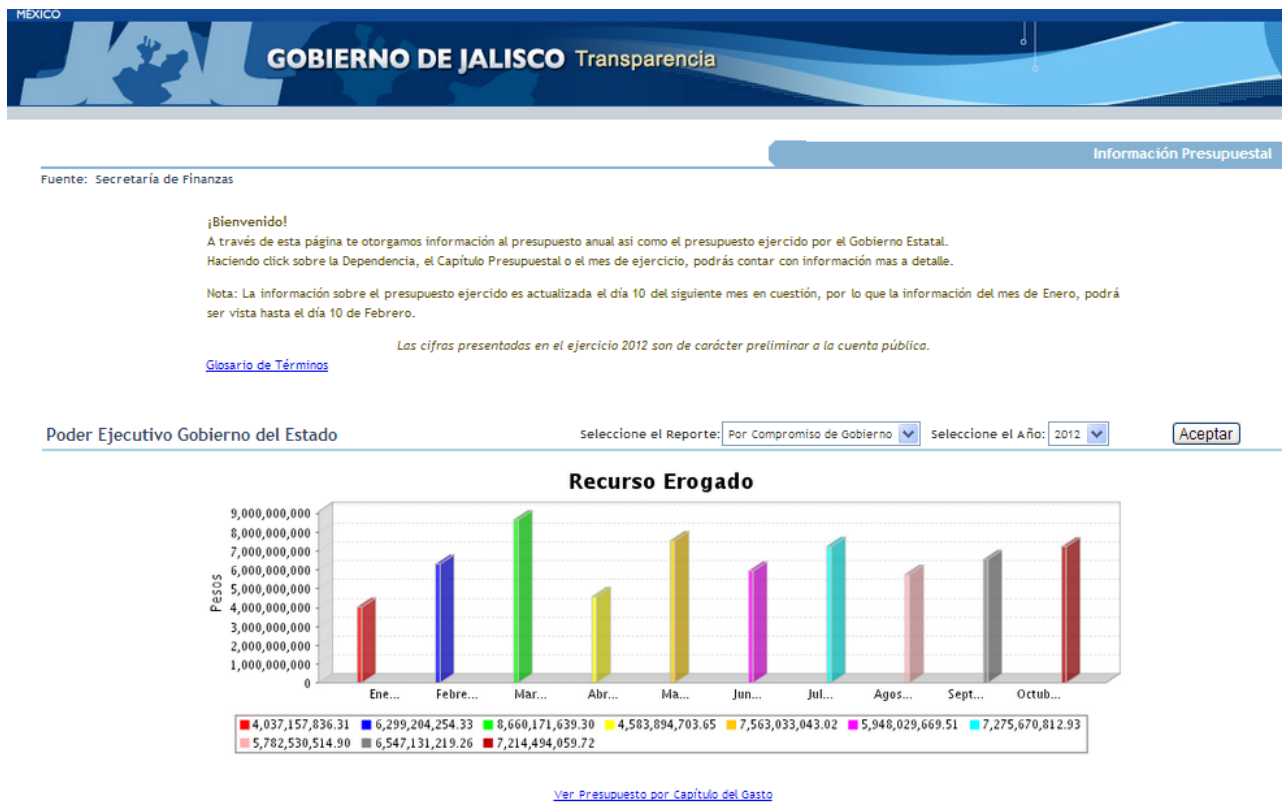 MÉXICO
JAL
GOBIERNO DE JALISCO Transparencia
Información Presupuestal
Fuente: Secretaría de Finanzas
¡Bienvenido!
A través de esta página te otorgamos información al presupuesto anual asi como el presupuesto ejercido por el Gobierno Estatal.
Haciendo click sobre la Dependencia, el Capítulo Presupuestal o el mes de ejercicio, podrás contar con información mas a detalle.
Nota: La información sobre el presupuesto ejercido es actualizada el día 10 del siguiente mes en cuestión, por lo que la información del mes de Enero, podrá
ser vista hasta el día 10 de Febrero.
Las cifras presentadas en el ejercicio 2012 son de carácter preliminar a la cuenta pública.
Glosario de Términos
Poder Ejecutivo Gobierno del Estado Seleccione el Reporte: Por Compromiso de Gobierno Seleccione el Año: 2012 Aceptar
Recurso Erogado
Pesos
9,000,000,000
8,000,000,000
7,000,000,000
6,000,000,000
5,000,000,000
4,000,000,000
3,000,000,000
2,000,000,000
1,000,000,000
0
Ene... Febre... Mar... Abr... Ma... Jun... Jul... Agos... Sept... Octub...
4,037,157,836.31 6,299,204,254.33 8,660,171,639.30 4,583,894,703.65 7,563,033,043.02 5,948,029,669.51 7,275,670,812.93
5,782,530,514.90 6,547,131,219.26 7,214,494,059.72
Ver Presupuesto por Capítulo del Gasto